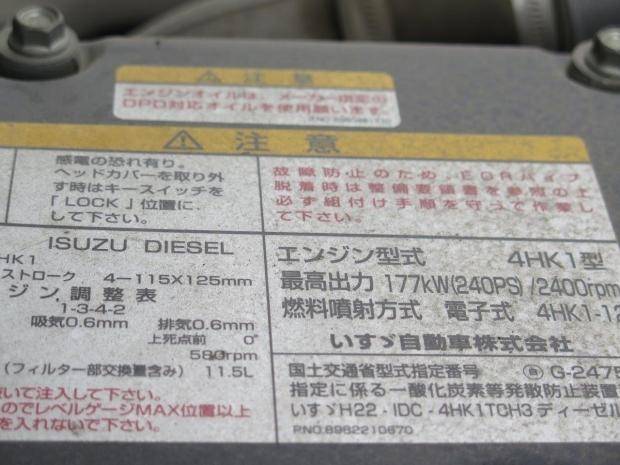 注意
エンジンオイルは、メーカー指定の
DPD対応オイルを使用願います。
注意
感電の恐れ有り。
ヘッドカバーを取り外
す時はキースイッチを
「LOCK」位置に
して下さい。
故障防止のため、EGRパイプ
脱着時は整備要領書を参照の上
必ず組付け手順を守って作業し
て下さい。
ISUZU DIESEL
HK1
ストローク 4-115X125mm
ジン調整表
1-3-4-2
吸気0.6mm 排気0.6mm
上死点前 0°
580rpm
(フィルター部交換量含み) 11.5L
いて注入して下さい。
のでレベルゲージMAX位置以上
を入れないで下さい。
エンジン型式 4HK1型
最高出力 177kW(240PS)/2400rpm
燃料噴射方式 電子式 4HK1-12
いすゞ自動車株式会社
国土交通省型式指定番号 自 G-2475
指定に係る一酸化炭素等発散防止装置
いすゞH22-IDC-4HK1TCH3ディーゼル
P.NO.8982210670